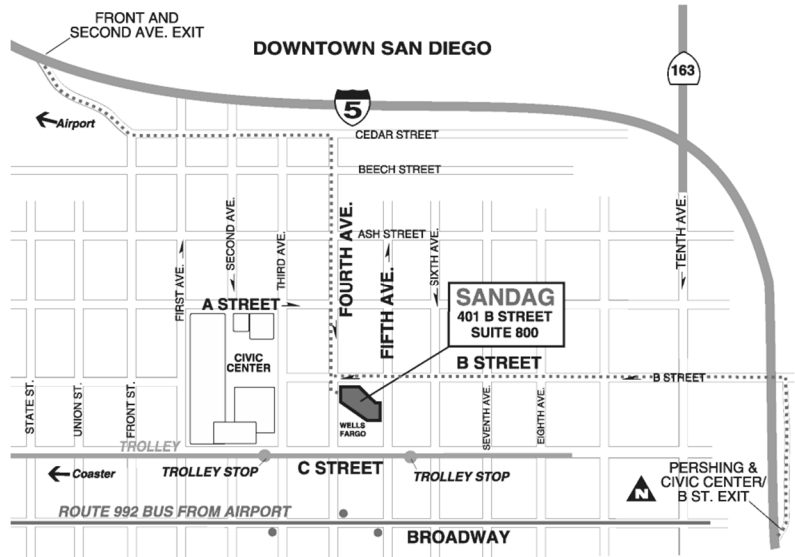 FRONT AND
SECOND AVE. EXIT
DOWNTOWN SAN DIEGO
163
5
Airport
CEDAR STREET
BEECH STREET
ASH STREET
FIRST AVE.
SECOND AVE.
THIRD AVE.
FOURTH AVE.
FIFTH AVE.
SIXTH AVE.
TENTH AVE.
A STREET
SANDAG
401 B STREET
SUITE 800
CIVIC
CENTER
B STREET
B STREET
STATE ST.
UNION ST.
FRONT ST.
WELLS
FARGO
SEVENTH AVE.
EIGHTH AVE.
TROLLEY
Coaster
TROLLEY STOP
C STREET
TROLLEY STOP
PERSHING &
CIVIC CENTER/
B ST. EXIT
N
ROUTE 992 BUS FROM AIRPORT
BROADWAY